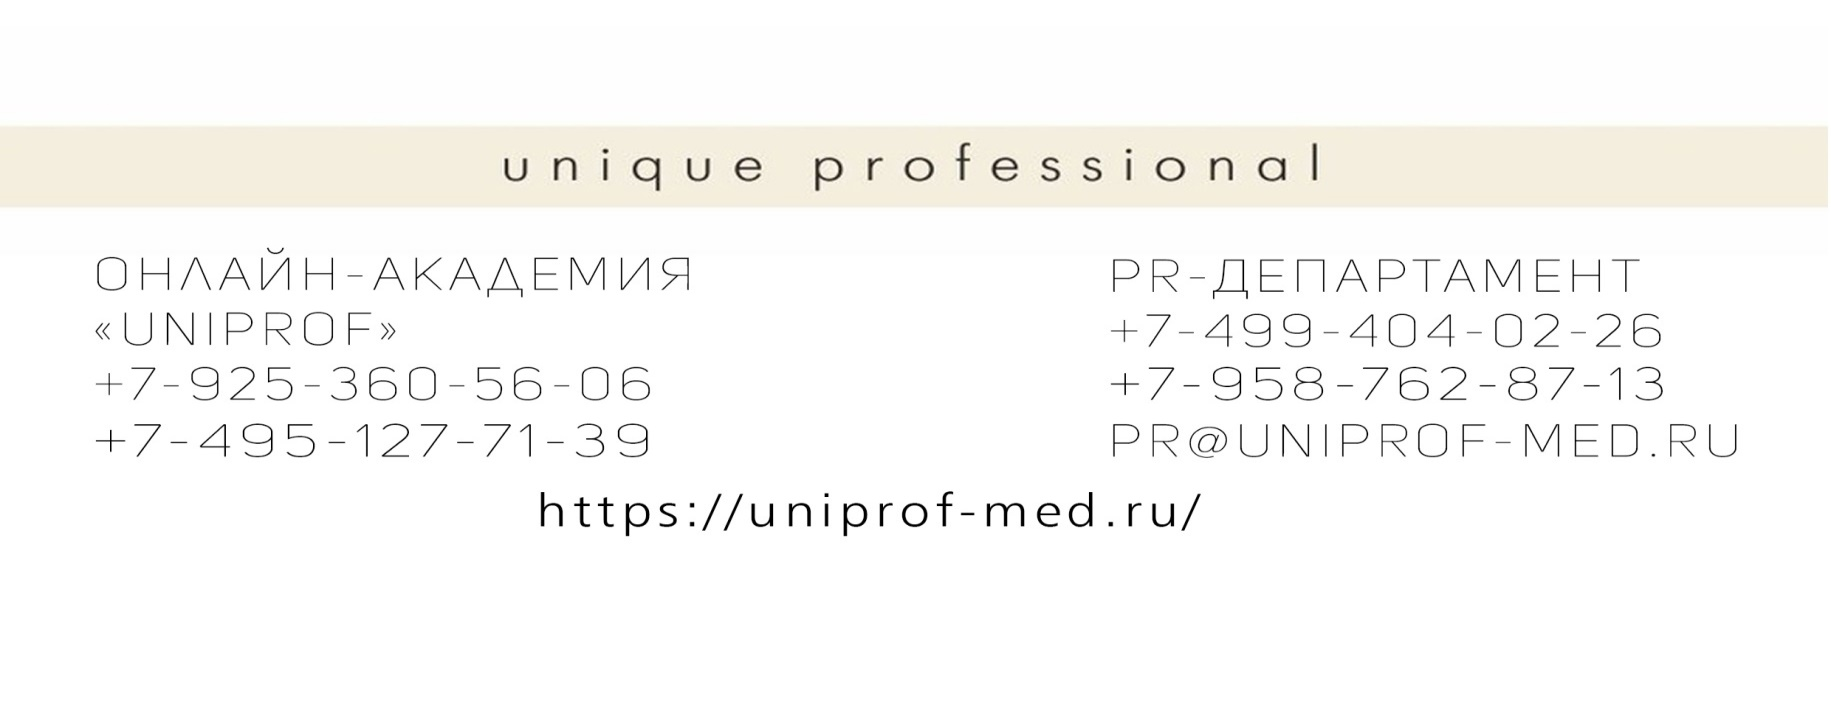 unique professional
ОНЛАЙН-АКАДЕМИЯ
«UNIPROF»
+7-925-360-56-06
+7-495-127-71-39
PR-ДЕПАРТАМЕНТ
+7-499-404-02-26
+7-958-762-87-13
PR@UNIPROF-MED.RU
https://uniprof-med.ru/